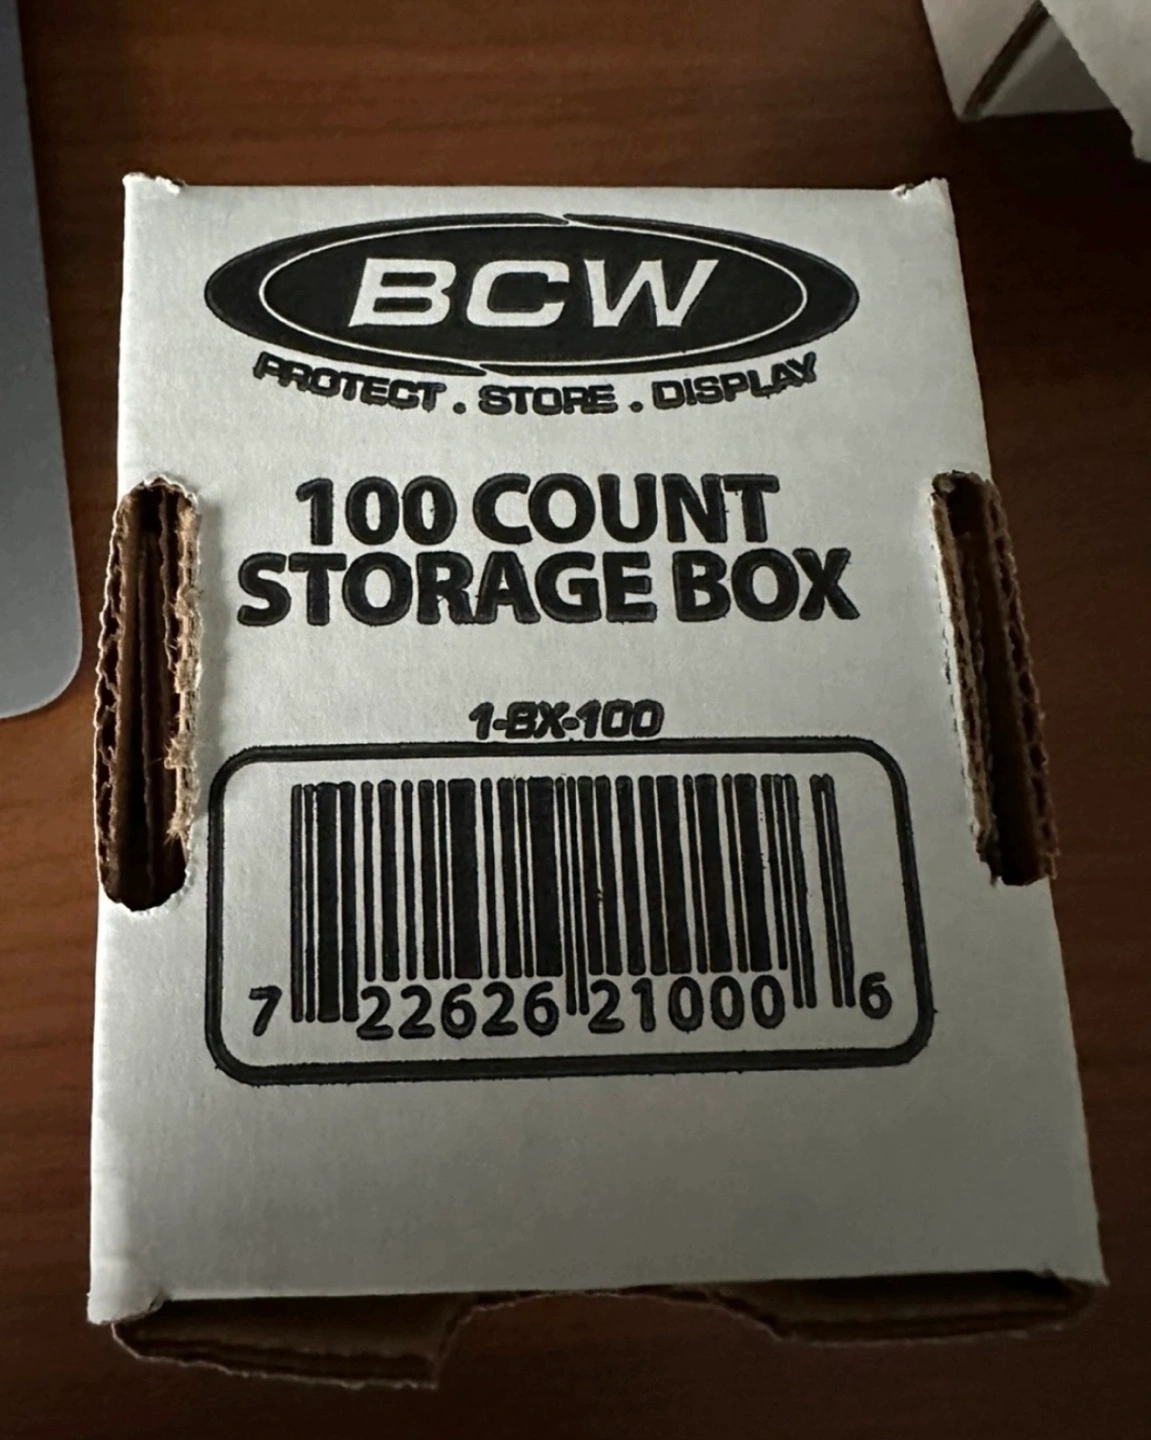 BCW
PROTECT . STORE . DISPLAY
100 COUNT
STORAGE BOX
1-BX-100
7 22626 21000 6